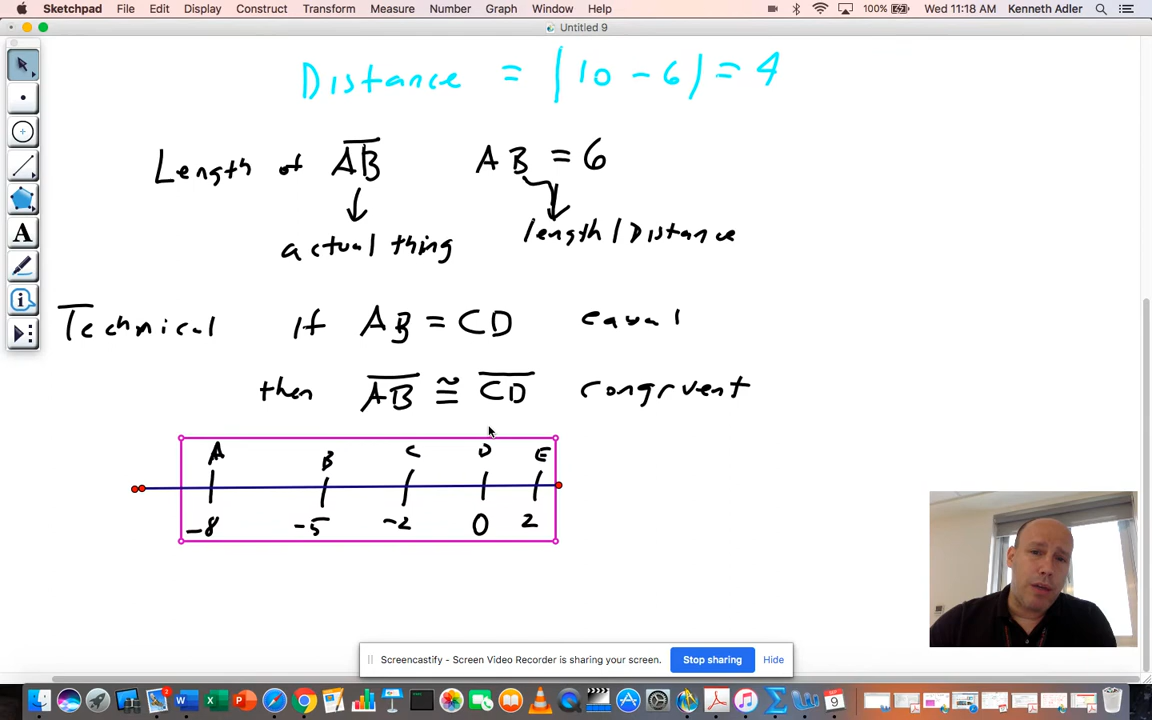 Sketchpad File Edit Display Construct Transform Measure Number Graph Window Help 100% Wed 11:18 AM Kenneth Adler
Untitled 9
Distance = |10 - 6| = 4
Length of AB AB = 6
actual thing length / Distance
Technical If AB = CD equal
then AB ≅ CD congruent
A B C D E
-8 -5 -2 0 2
Screencastify - Screen Video Recorder is sharing your screen. Stop sharing Hide